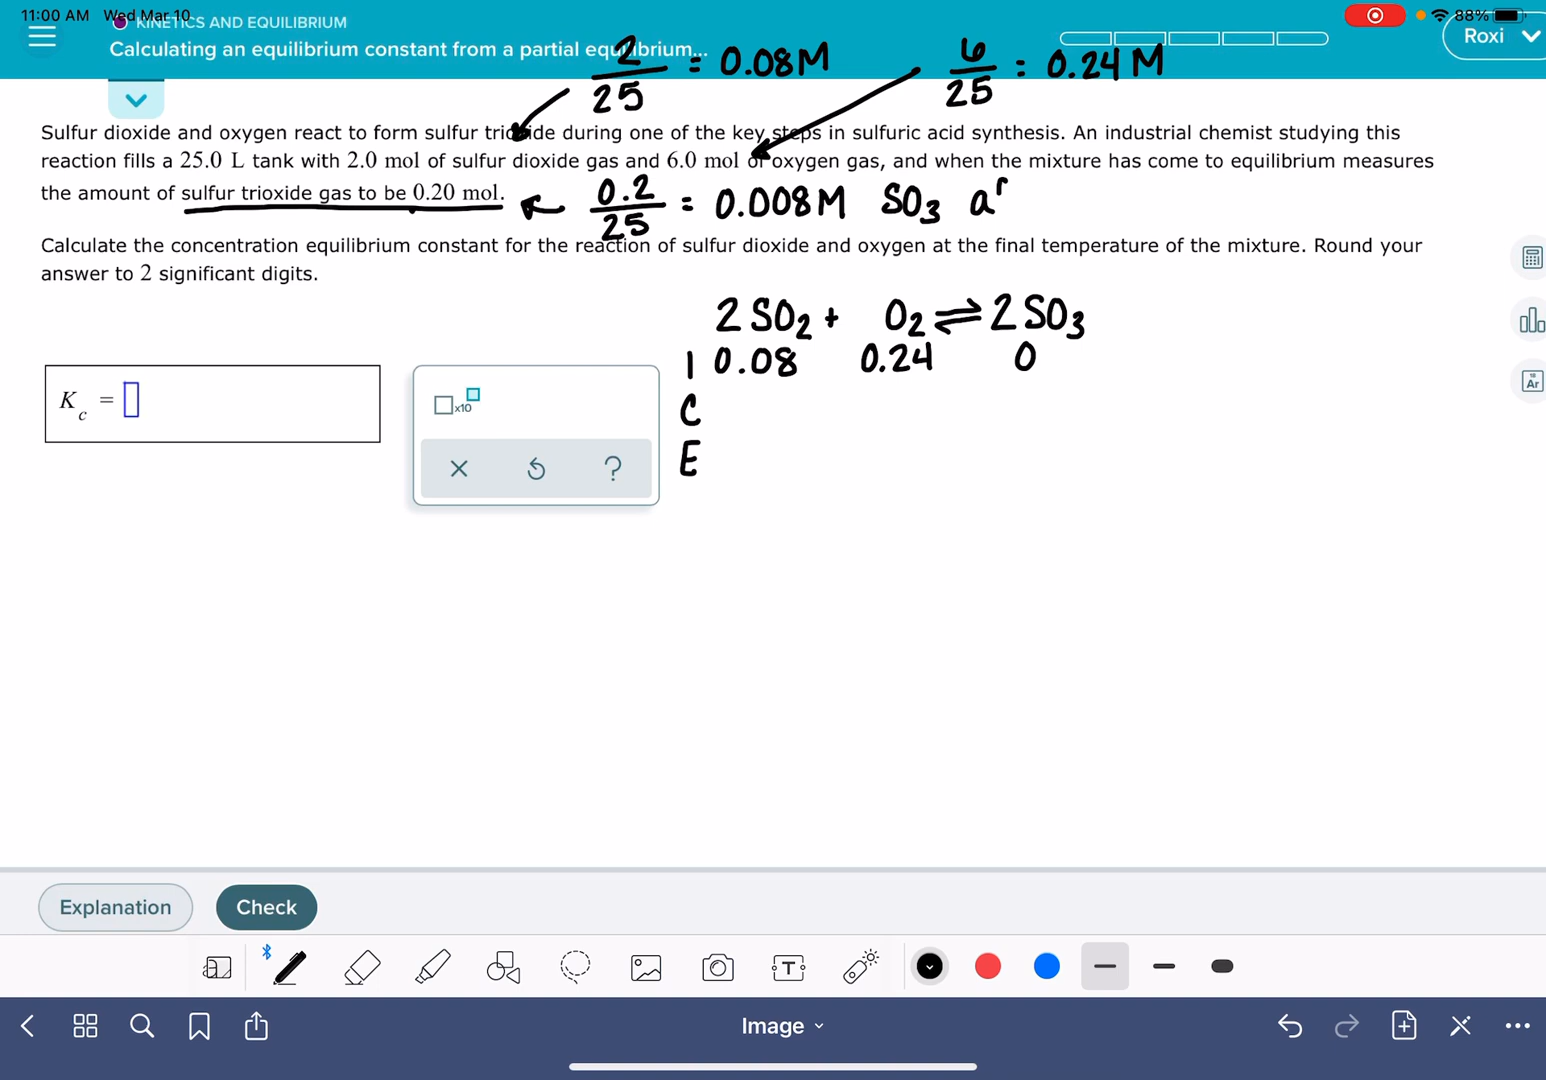 11:00 AM Wed Mar 10
88%
KINETICS AND EQUILIBRIUM
Calculating an equilibrium constant from a partial equilibrium...
Roxi
2/25 = 0.08M
6/25 = 0.24 M
Sulfur dioxide and oxygen react to form sulfur trioxide during one of the key steps in sulfuric acid synthesis. An industrial chemist studying this
reaction fills a 25.0 L tank with 2.0 mol of sulfur dioxide gas and 6.0 mol of oxygen gas, and when the mixture has come to equilibrium measures
the amount of sulfur trioxide gas to be 0.20 mol.
0.2/25 = 0.008M SO₃ a
Calculate the concentration equilibrium constant for the reaction of sulfur dioxide and oxygen at the final temperature of the mixture. Round your
answer to 2 significant digits.
2SO₂ + O₂ ⇌ 2SO₃
I 0.08 0.24 0
C
E
K_c = 
x10
?
18
Ar
Explanation
Check
a
T
Image